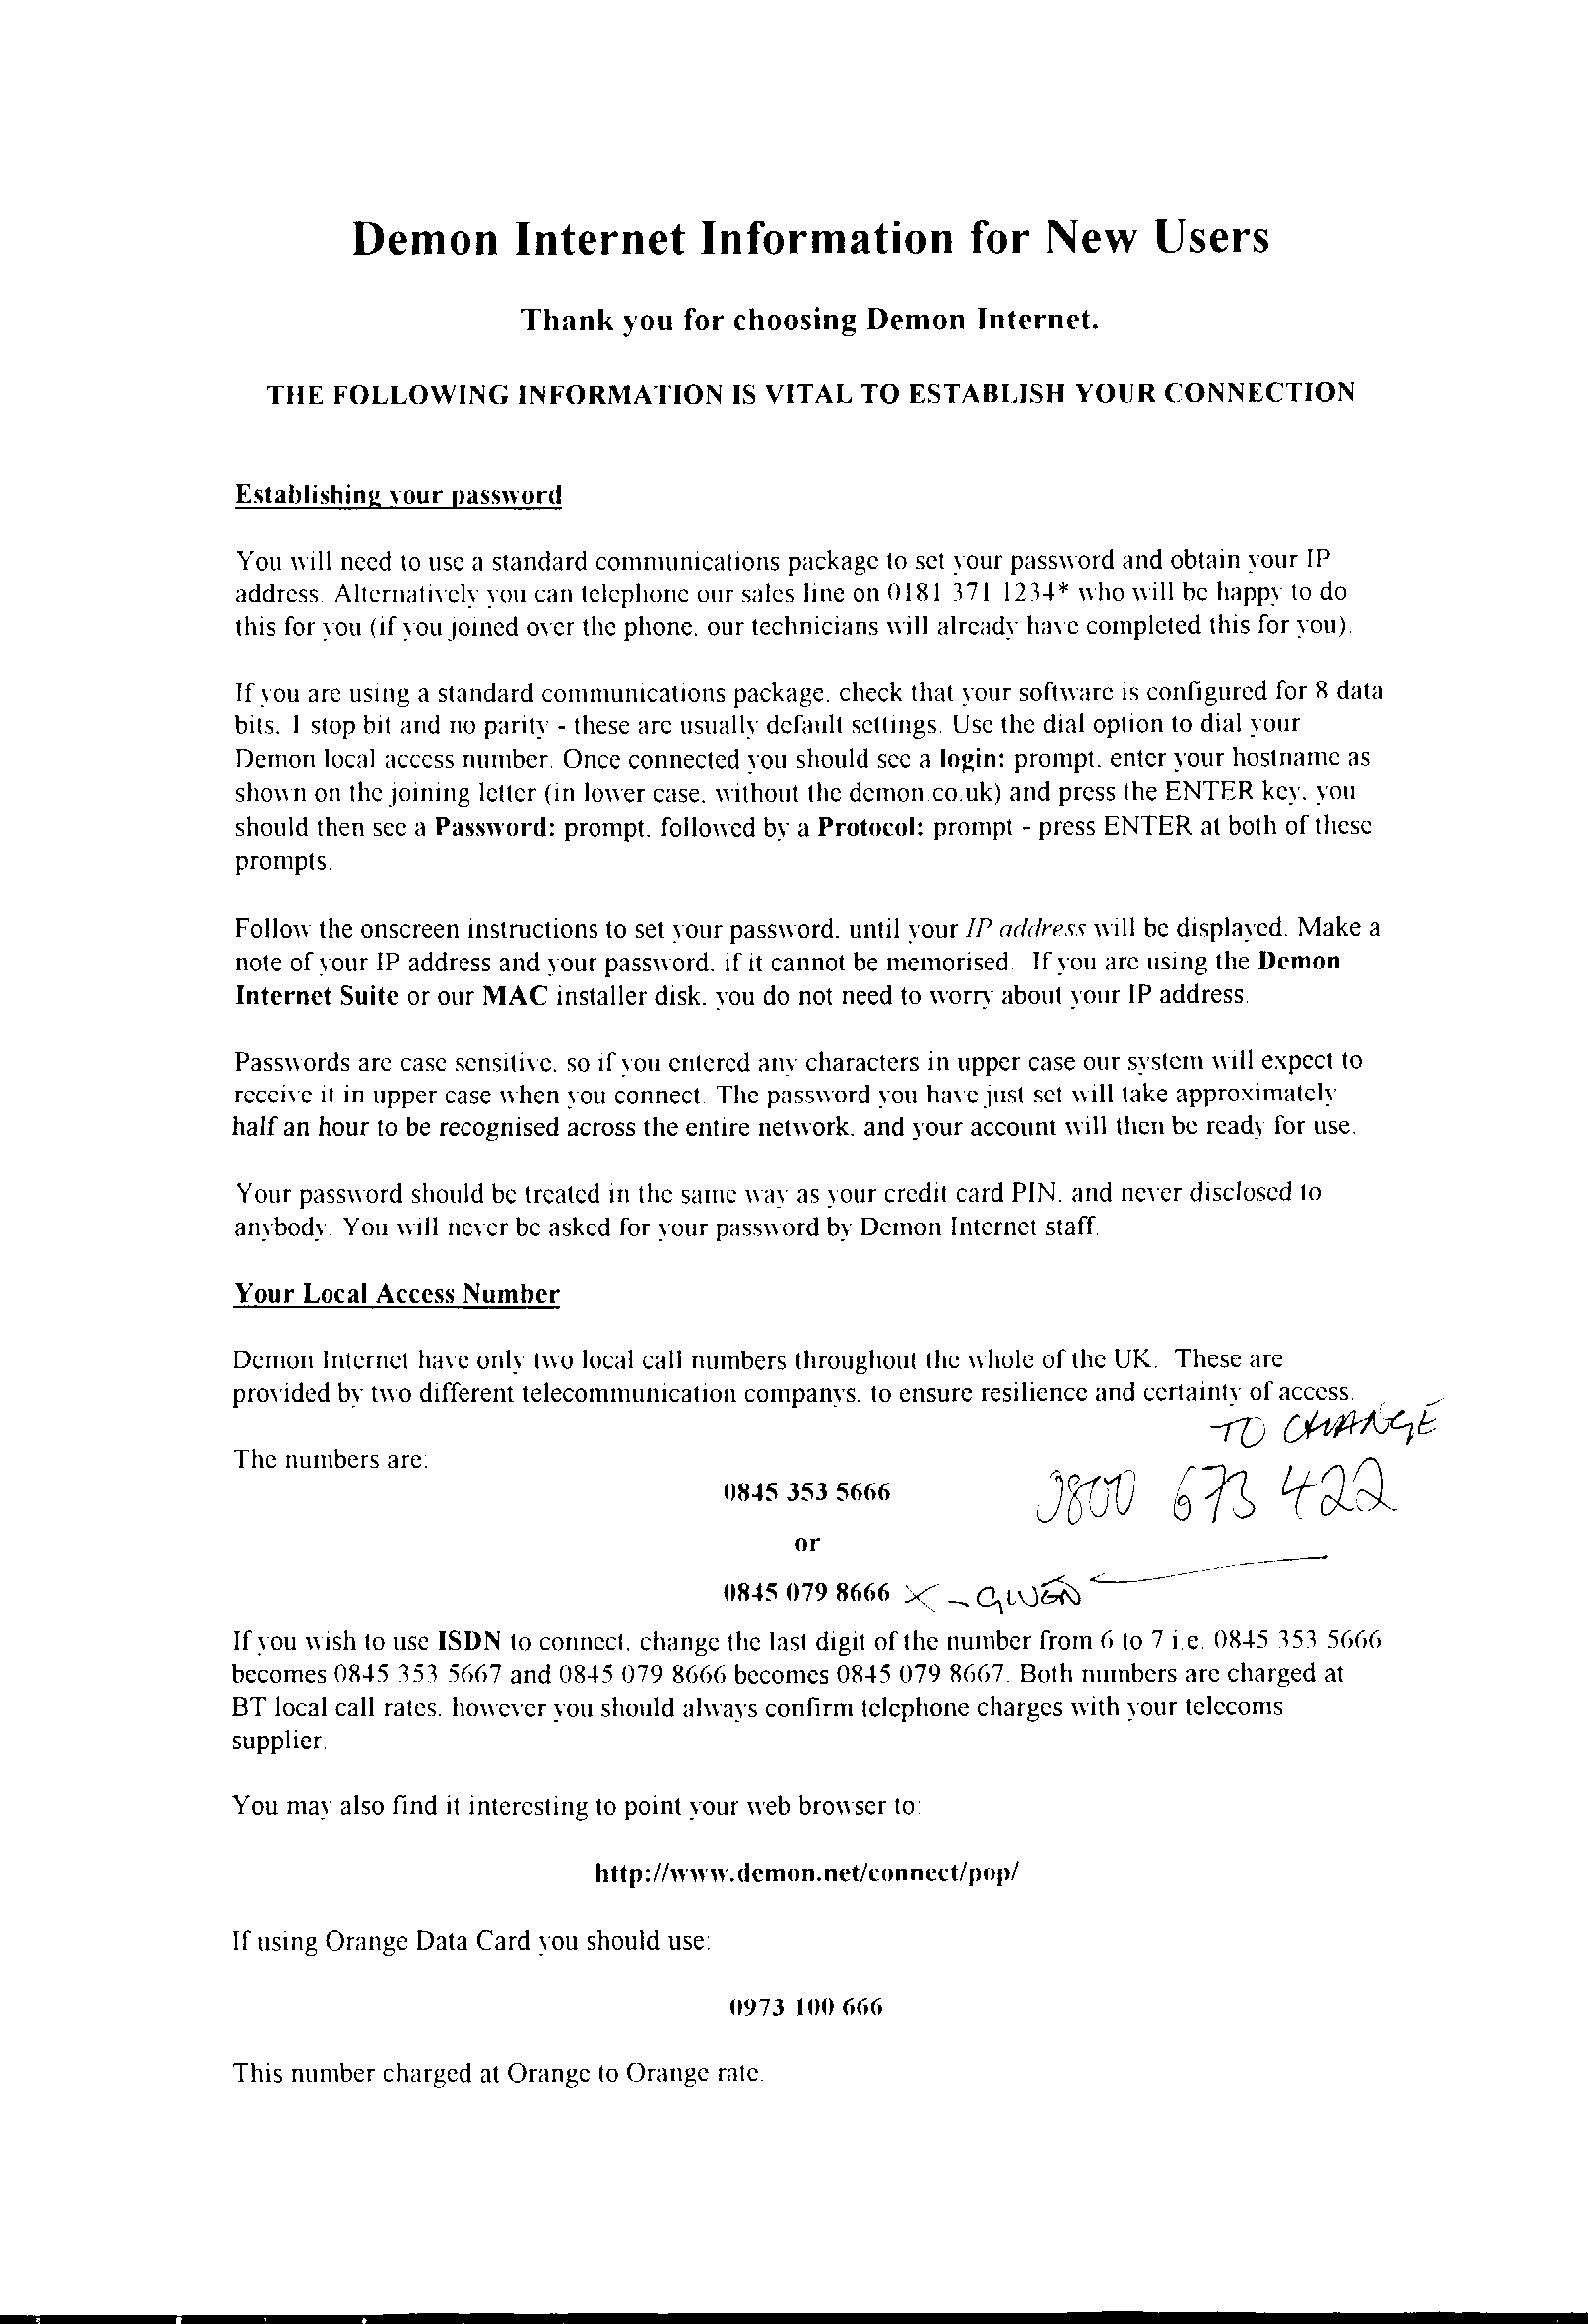 Demon Internet Information for New Users
Thank you for choosing Demon Internet.
THE FOLLOWING INFORMATION IS VITAL TO ESTABLISH YOUR CONNECTION
Establishing your password
You will need to use a standard communications package to set your password and obtain your IP
address. Alternatively you can telephone our sales line on 0181 371 1234* who will be happy to do
this for you (if you joined over the phone, our technicians will already have completed this for you).
If you are using a standard communications package, check that your software is configured for 8 data
bits, 1 stop bit and no parity - these are usually default settings. Use the dial option to dial your
Demon local access number. Once connected you should see a login: prompt, enter your hostname as
shown on the joining letter (in lower case, without the demon.co.uk) and press the ENTER key, you
should then see a Password: prompt, followed by a Protocol: prompt - press ENTER at both of these
prompts.
Follow the onscreen instructions to set your password, until your IP address will be displayed. Make a
note of your IP address and your password, if it cannot be memorised. If you are using the Demon
Internet Suite or our MAC installer disk, you do not need to worry about your IP address.
Passwords are case sensitive, so if you entered any characters in upper case our system will expect to
receive it in upper case when you connect. The password you have just set will take approximately
half an hour to be recognised across the entire network, and your account will then be ready for use.
Your password should be treated in the same way as your credit card PIN, and never disclosed to
anybody. You will never be asked for your password by Demon Internet staff.
Your Local Access Number
Demon Internet have only two local call numbers throughout the whole of the UK. These are
provided by two different telecommunication companys, to ensure resilience and certainty of access.
TO CHANGE
The numbers are:
0845 353 5666 0800 673 422
or
0845 079 8666 X -
If you wish to use ISDN to connect, change the last digit of the number from 6 to 7 i.e. 0845 353 5666
becomes 0845 353 5667 and 0845 079 8666 becomes 0845 079 8667. Both numbers are charged at
BT local call rates, however you should always confirm telephone charges with your telecoms
supplier.
You may also find it interesting to point your web browser to:
http://www.demon.net/connect/pop/
If using Orange Data Card you should use:
0973 100 666
This number charged at Orange to Orange rate.